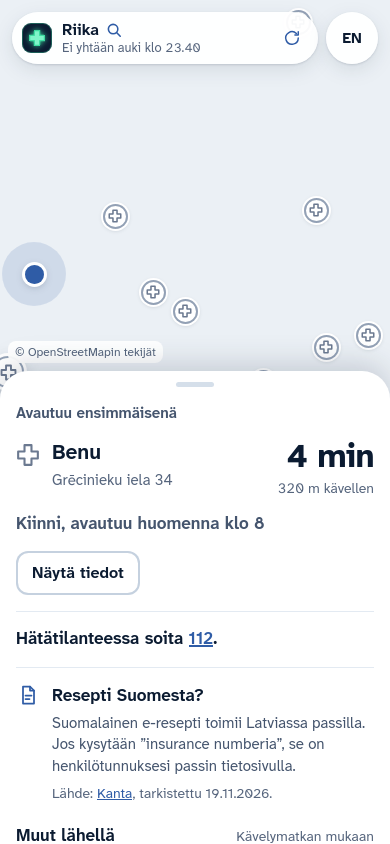 Riika
Ei yhtään auki klo 23.40
EN
© OpenStreetMapin tekijät
Avautuu ensimmäisenä
Benu
4 min
Grēcinieku iela 34
320 m kävellen
Kiinni, avautuu huomenna klo 8
Näytä tiedot
Hätätilanteessa soita 112.
Resepti Suomesta?
Suomalainen e-resepti toimii Latviassa passilla.
Jos kysytään ”insurance numberia”, se on
henkilötunnuksesi passin tietosivulla.
Lähde: Kanta, tarkistettu 19.11.2026.
Muut lähellä
Kävelymatkan mukaan